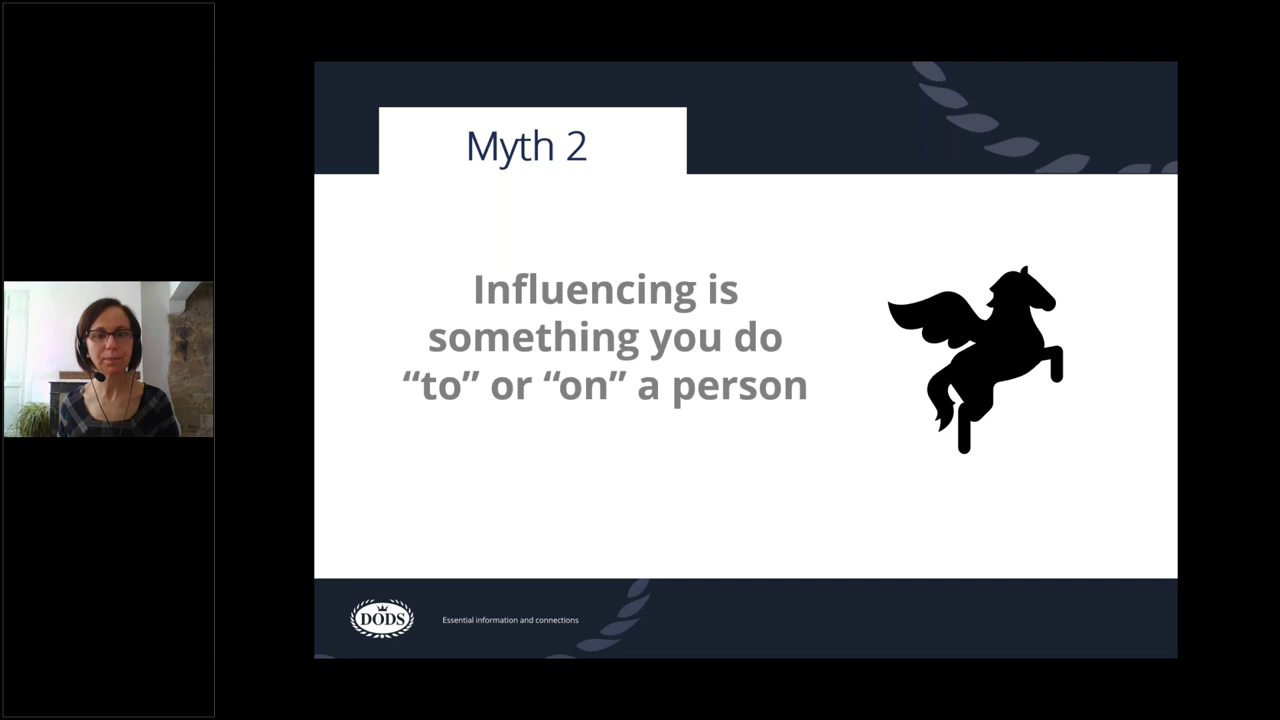 Myth 2
Influencing is
something you do
“to” or “on” a person
DODS
Essential information and connections